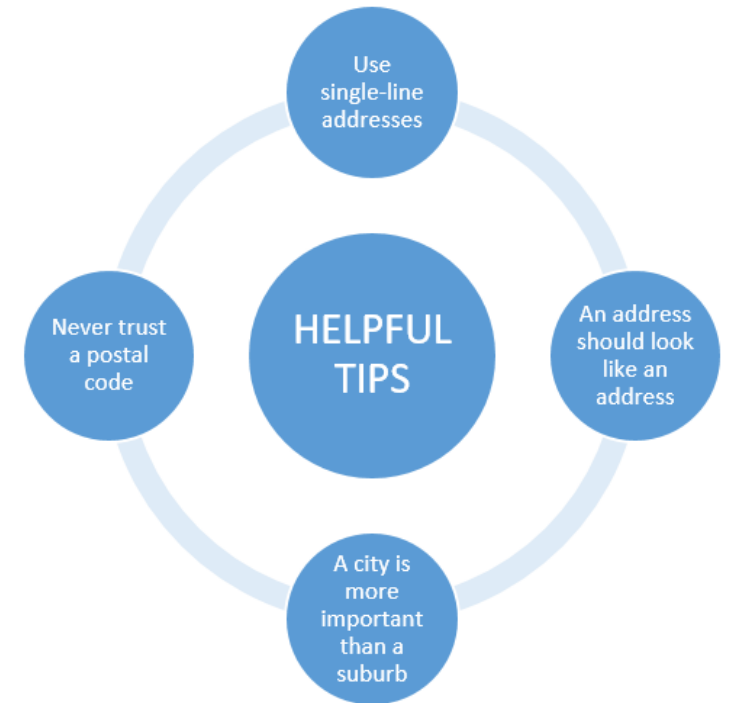 Use
single-line
addresses
Never trust
a postal
code
HELPFUL
TIPS
An address
should look
like an
address
A city is
more
important
than a
suburb